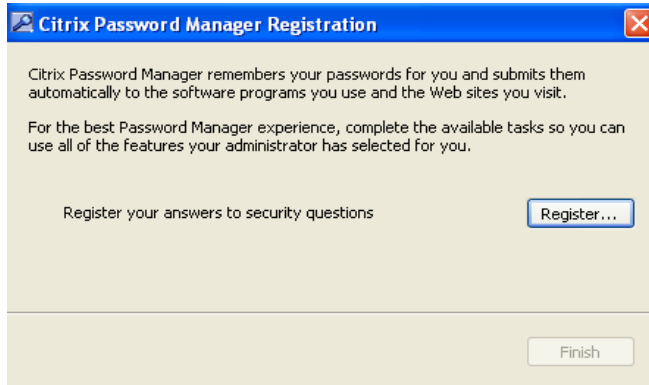 Citrix Password Manager Registration
Citrix Password Manager remembers your passwords for you and submits them
automatically to the software programs you use and the Web sites you visit.
For the best Password Manager experience, complete the available tasks so you can
use all of the features your administrator has selected for you.
Register your answers to security questions
Register...
Finish